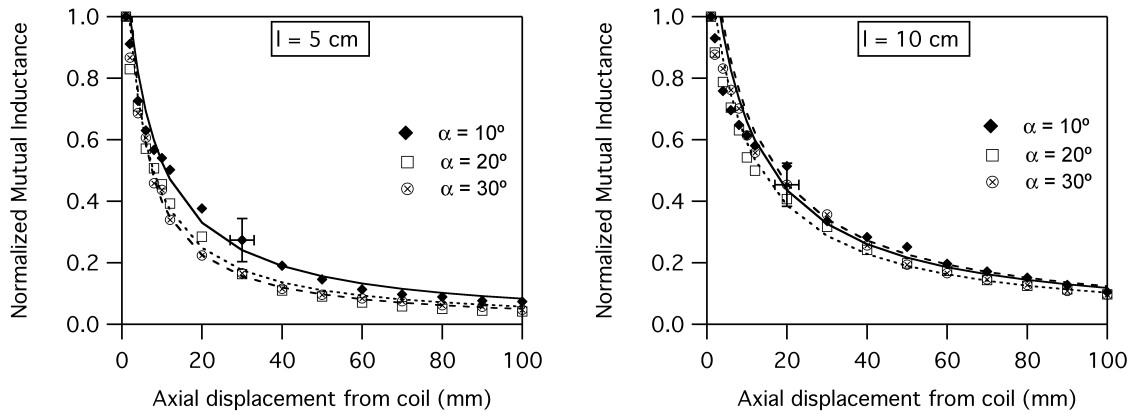 Normalized Mutual Inductance
1.0
0.8
0.6
0.4
0.2
0.0
l = 5 cm
α = 10º
α = 20º
α = 30º
0 20 40 60 80 100
Axial displacement from coil (mm)
Normalized Mutual Inductance
1.0
0.8
0.6
0.4
0.2
0.0
l = 10 cm
α = 10º
α = 20º
α = 30º
0 20 40 60 80 100
Axial displacement from coil (mm)